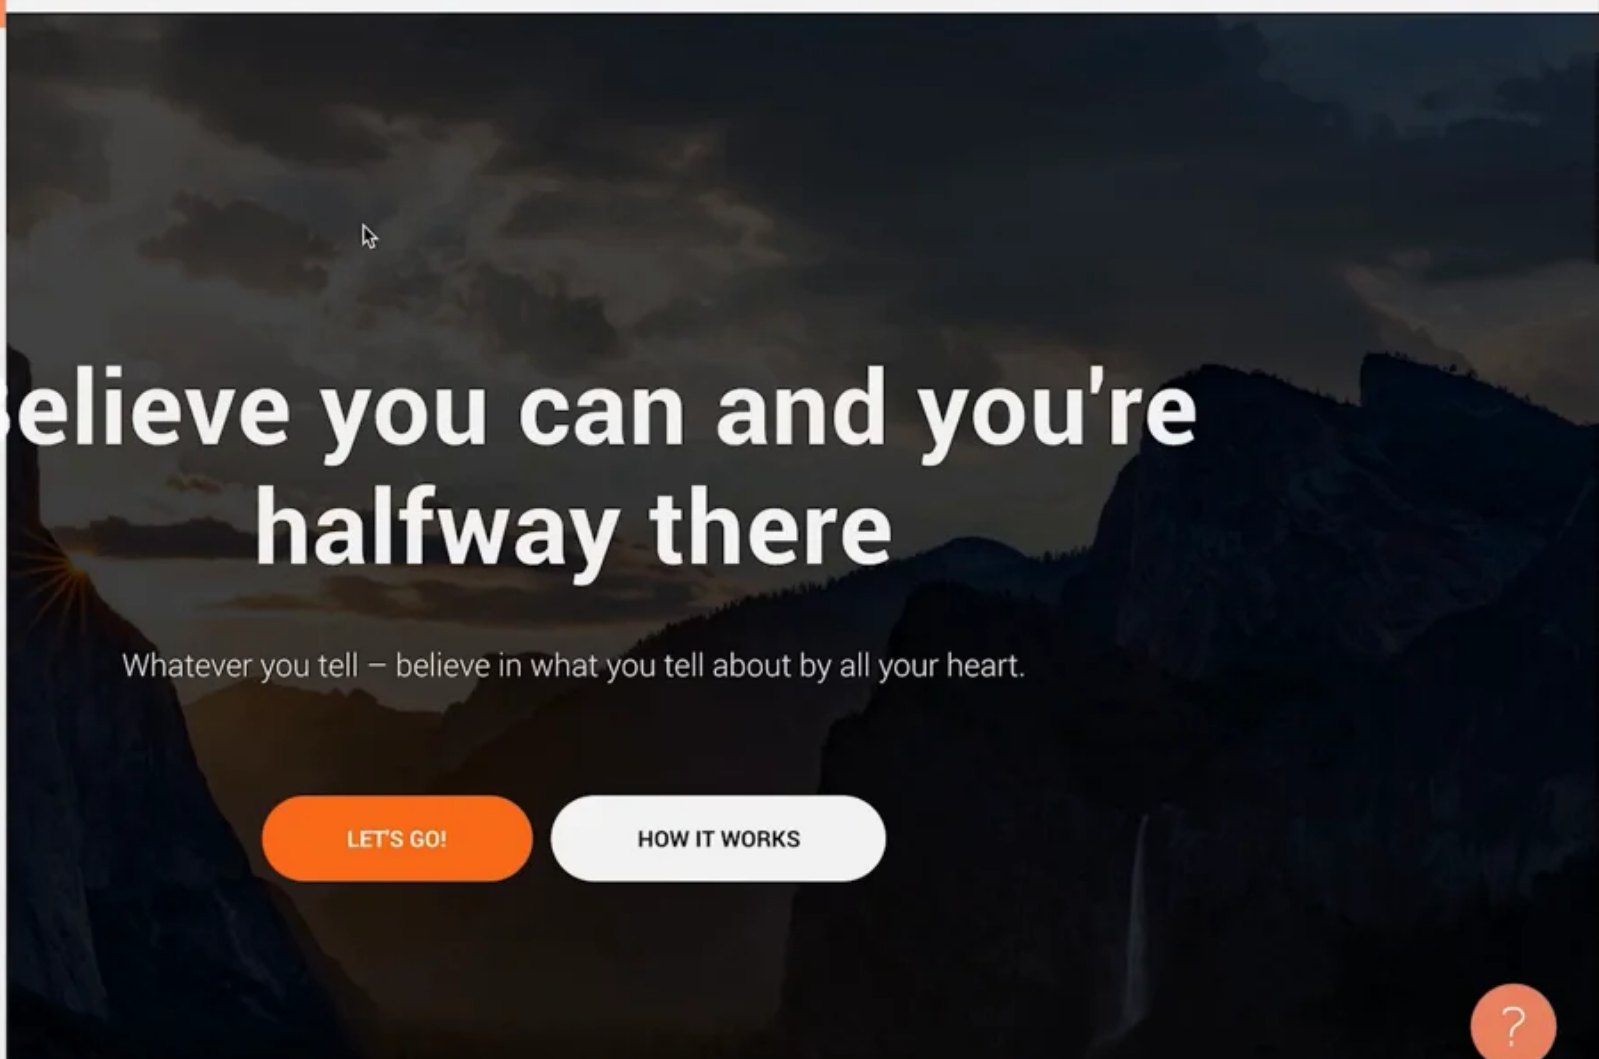 Believe you can and you're
halfway there
Whatever you tell – believe in what you tell about by all your heart.
LET'S GO!
HOW IT WORKS
?